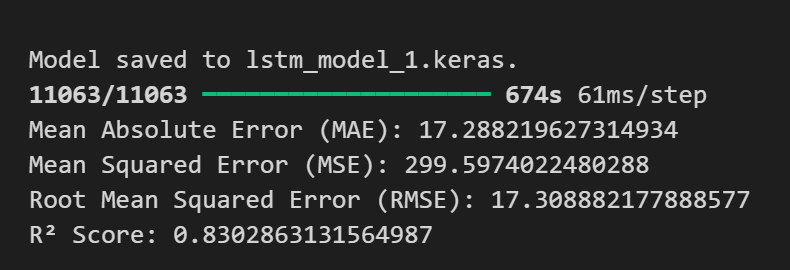 Model saved to lstm_model_1.keras.
11063/11063 ━━━━━━━━━━━━━━━━━━━━ 674s 61ms/step
Mean Absolute Error (MAE): 17.288219627314934
Mean Squared Error (MSE): 299.5974022480288
Root Mean Squared Error (RMSE): 17.308882177888577
R² Score: 0.8302863131564987